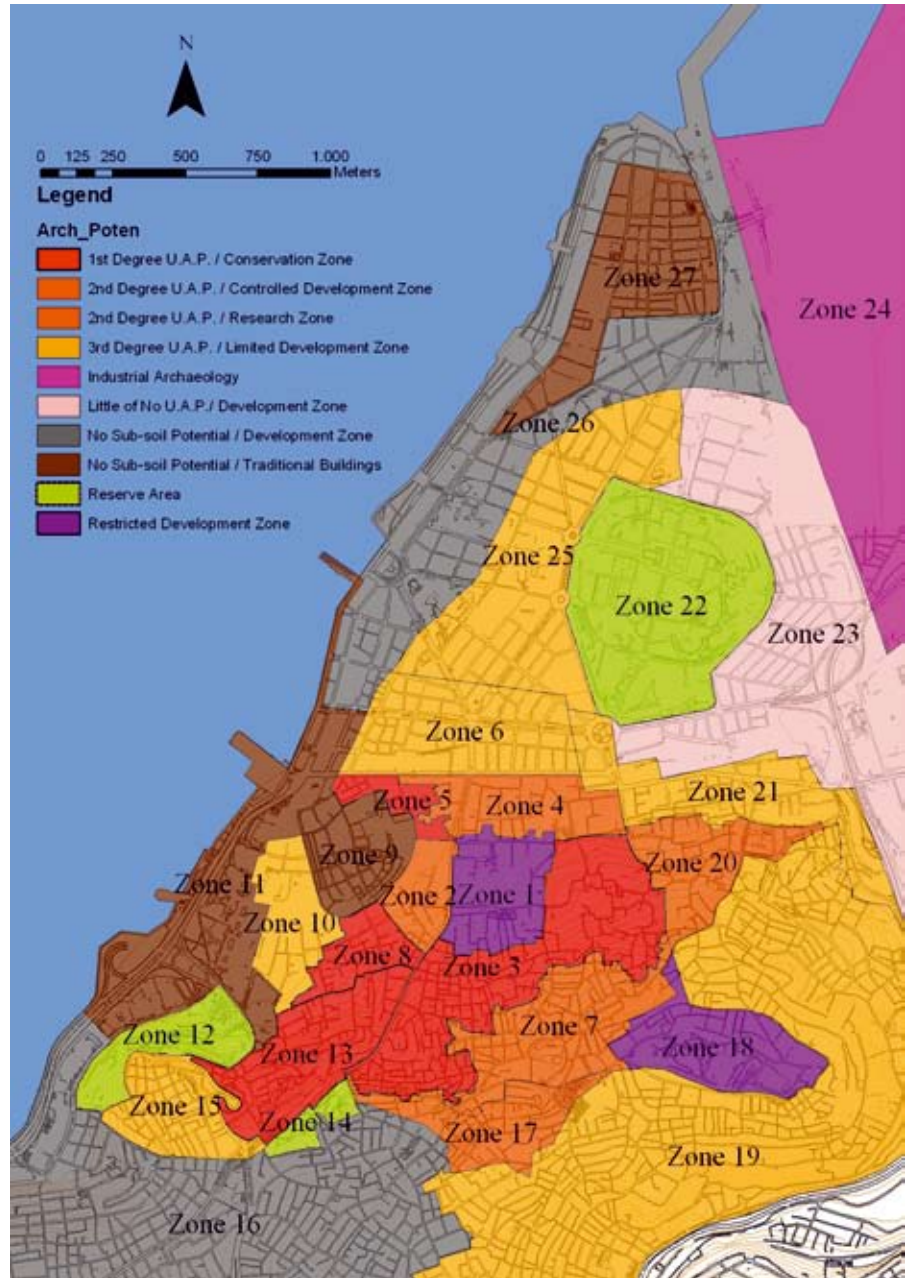 N
0 125 250 500 750 1.000
Meters
Legend
Arch_Poten
1st Degree U.A.P. / Conservation Zone
2nd Degree U.A.P. / Controlled Development Zone
2nd Degree U.A.P. / Research Zone
3rd Degree U.A.P. / Limited Development Zone
Industrial Archaeology
Little of No U.A.P./ Development Zone
No Sub-soil Potential / Development Zone
No Sub-soil Potential / Traditional Buildings
Reserve Area
Restricted Development Zone
Zone 27
Zone 24
Zone 26
Zone 25
Zone 22
Zone 23
Zone 6
Zone 21
Zone 5
Zone 4
Zone 9
Zone 20
Zone 11
Zone 2
Zone 1
Zone 10
Zone 8
Zone 3
Zone 7
Zone 12
Zone 13
Zone 18
Zone 15
Zone 14
Zone 17
Zone 19
Zone 16